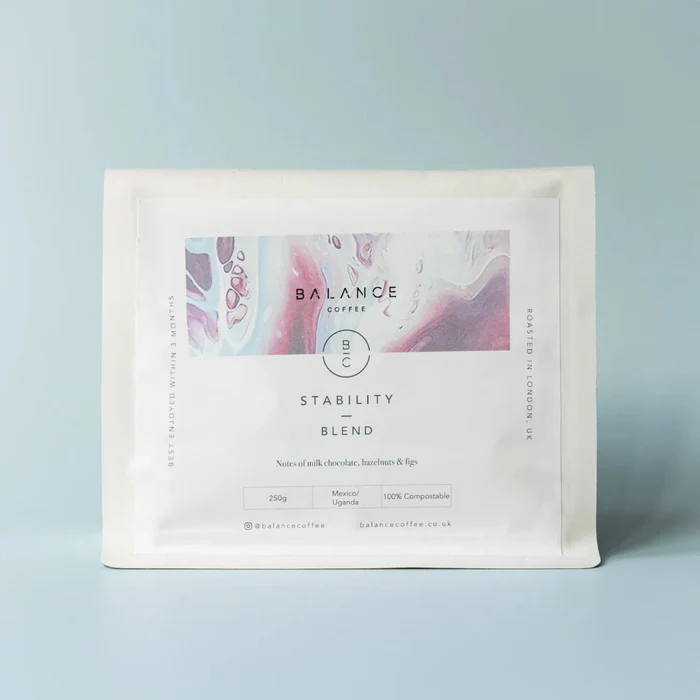 BALANCE
COFFEE
B
C
STABILITY
BLEND
Notes of milk chocolate, hazelnuts & figs
250g
Mexico/
Uganda
100% Compostable
@balancecoffee
balancecoffee.co.uk
BEST ENJOYED WITHIN 3 MONTHS
ROASTED IN LONDON, UK